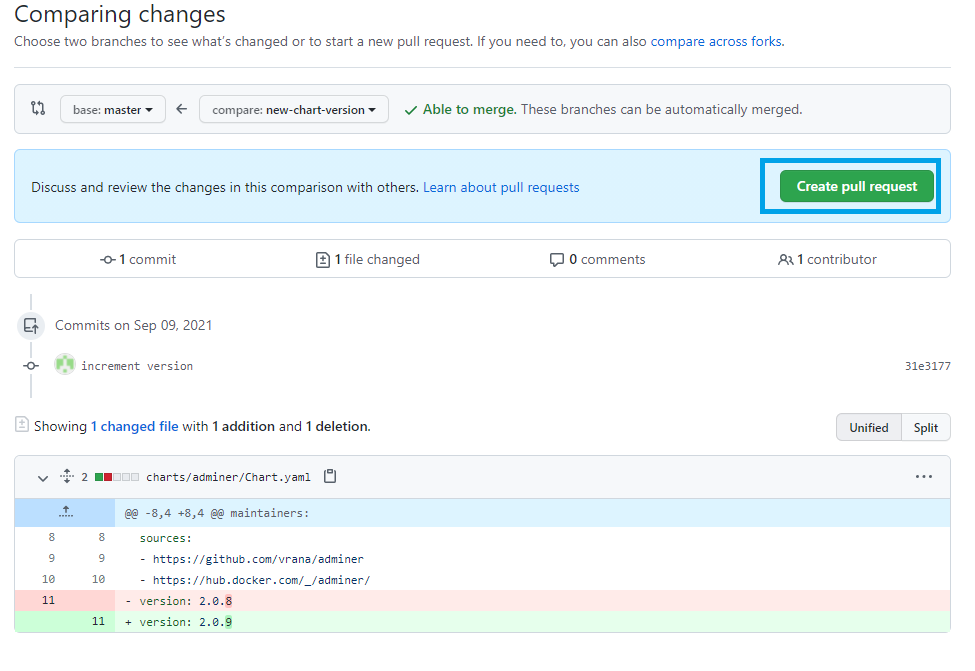 Comparing changes
Choose two branches to see what's changed or to start a new pull request. If you need to, you can also compare across forks.
base: master compare: new-chart-version Able to merge. These branches can be automatically merged.
Discuss and review the changes in this comparison with others. Learn about pull requests Create pull request
1 commit 1 file changed 0 comments 1 contributor
Commits on Sep 09, 2021
increment version 31e3177
Showing 1 changed file with 1 addition and 1 deletion. Unified Split
2 charts/adminer/Chart.yaml ...
@@ -8,4 +8,4 @@ maintainers:
8 8 sources:
9 9 - https://github.com/vrana/adminer
10 10 - https://hub.docker.com/_/adminer/
11 - version: 2.0.8
11 + version: 2.0.9